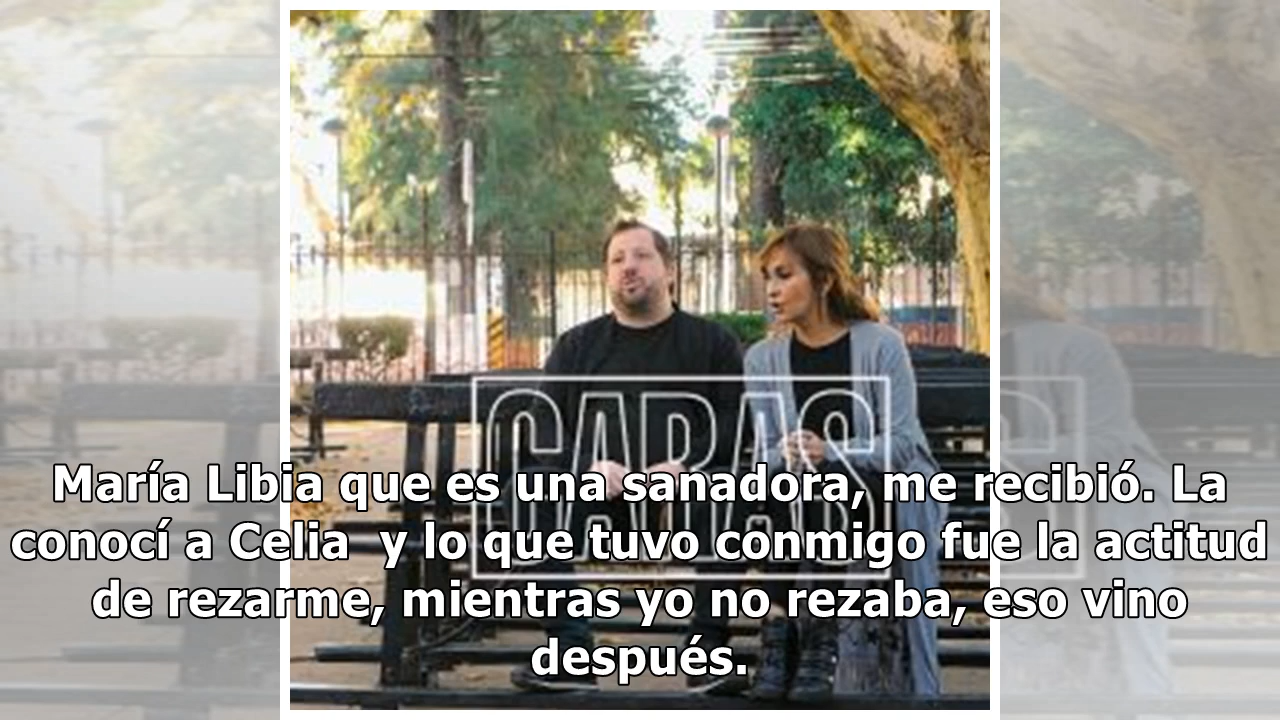 CARAS
María Libia que es una sanadora, me recibió. La
conocí a Celia  y lo que tuvo conmigo fue la actitud
de rezarme, mientras yo no rezaba, eso vino
después.